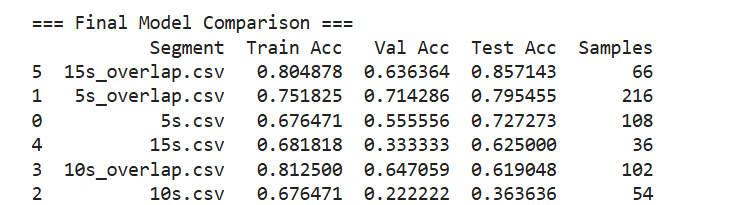 === Final Model Comparison ===
Segment Train Acc Val Acc Test Acc Samples
5 15s_overlap.csv 0.804878 0.636364 0.857143 66
1 5s_overlap.csv 0.751825 0.714286 0.795455 216
0 5s.csv 0.676471 0.555556 0.727273 108
4 15s.csv 0.681818 0.333333 0.625000 36
3 10s_overlap.csv 0.812500 0.647059 0.619048 102
2 10s.csv 0.676471 0.222222 0.363636 54